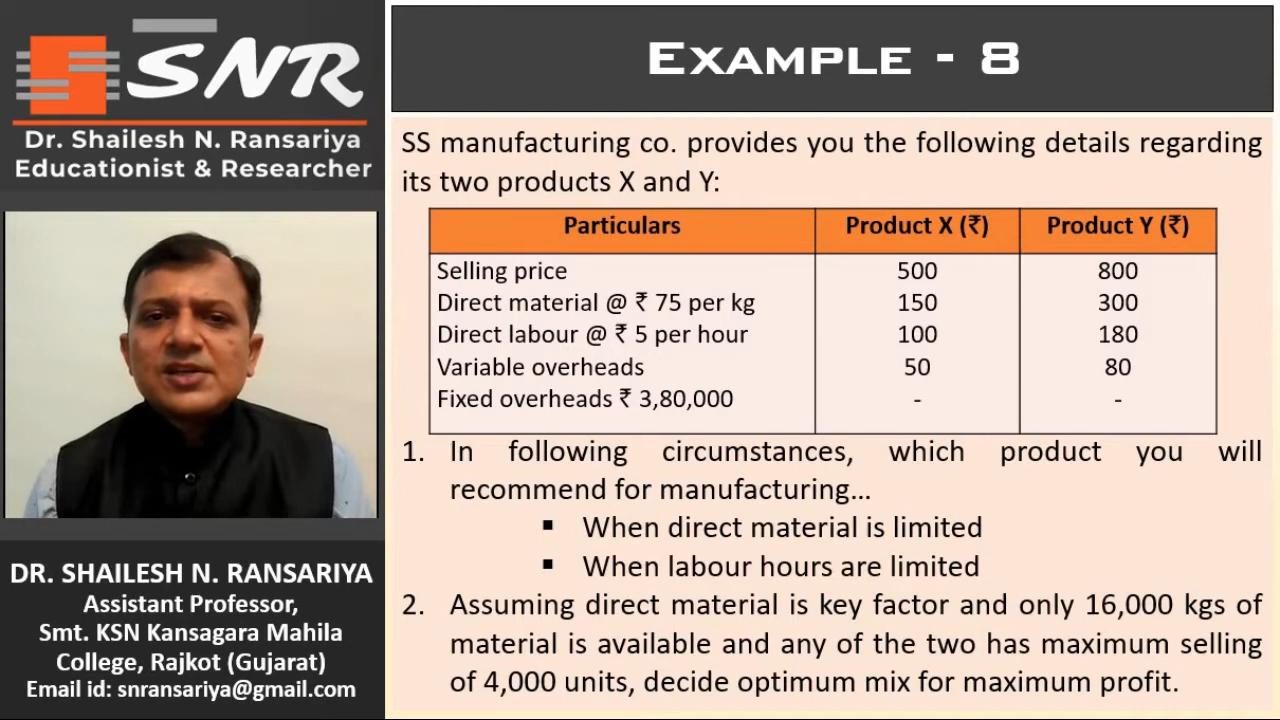 SNR
Dr. Shailesh N. Ransariya
Educationist & Researcher
DR. SHAILESH N. RANSARIYA
Assistant Professor,
Smt. KSN Kansagara Mahila
College, Rajkot (Gujarat)
Email id: snransariya@gmail.com
EXAMPLE - 8
SS manufacturing co. provides you the following details regarding
its two products X and Y:
Particulars Product X (₹) Product Y (₹)
Selling price 500 800
Direct material @ ₹ 75 per kg 150 300
Direct labour @ ₹ 5 per hour 100 180
Variable overheads 50 80
Fixed overheads ₹ 3,80,000 - -
1. In following circumstances, which product you will
recommend for manufacturing...
▪ When direct material is limited
▪ When labour hours are limited
2. Assuming direct material is key factor and only 16,000 kgs of
material is available and any of the two has maximum selling
of 4,000 units, decide optimum mix for maximum profit.